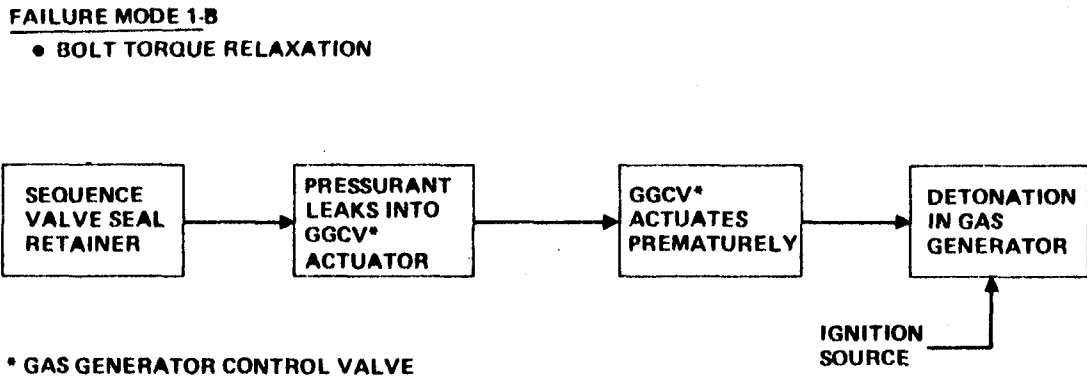 FAILURE MODE 1-B
• BOLT TORQUE RELAXATION
SEQUENCE
VALVE SEAL
RETAINER
PRESSURANT
LEAKS INTO
GGCV*
ACTUATOR
GGCV*
ACTUATES
PREMATURELY
DETONATION
IN GAS
GENERATOR
IGNITION
SOURCE
* GAS GENERATOR CONTROL VALVE